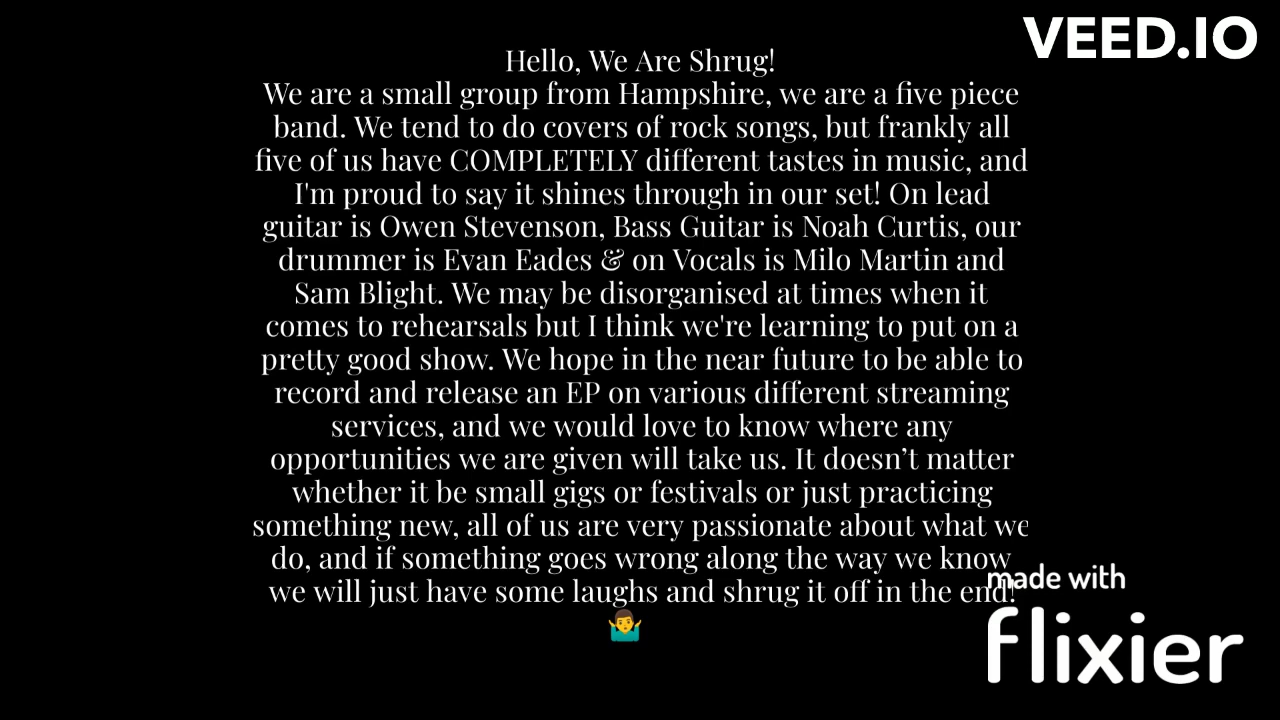 VEED.IO
Hello, We Are Shrug!
We are a small group from Hampshire, we are a five piece
band. We tend to do covers of rock songs, but frankly all
five of us have COMPLETELY different tastes in music, and
I'm proud to say it shines through in our set! On lead
guitar is Owen Stevenson, Bass Guitar is Noah Curtis, our
drummer is Evan Eades & on Vocals is Milo Martin and
Sam Blight. We may be disorganised at times when it
comes to rehearsals but I think we're learning to put on a
pretty good show. We hope in the near future to be able to
record and release an EP on various different streaming
services, and we would love to know where any
opportunities we are given will take us. It doesn’t matter
whether it be small gigs or festivals or just practicing
something new, all of us are very passionate about what we
do, and if something goes wrong along the way we know
we will just have some laughs and shrug it off in the end!
🤷‍♂️
made with
flixier